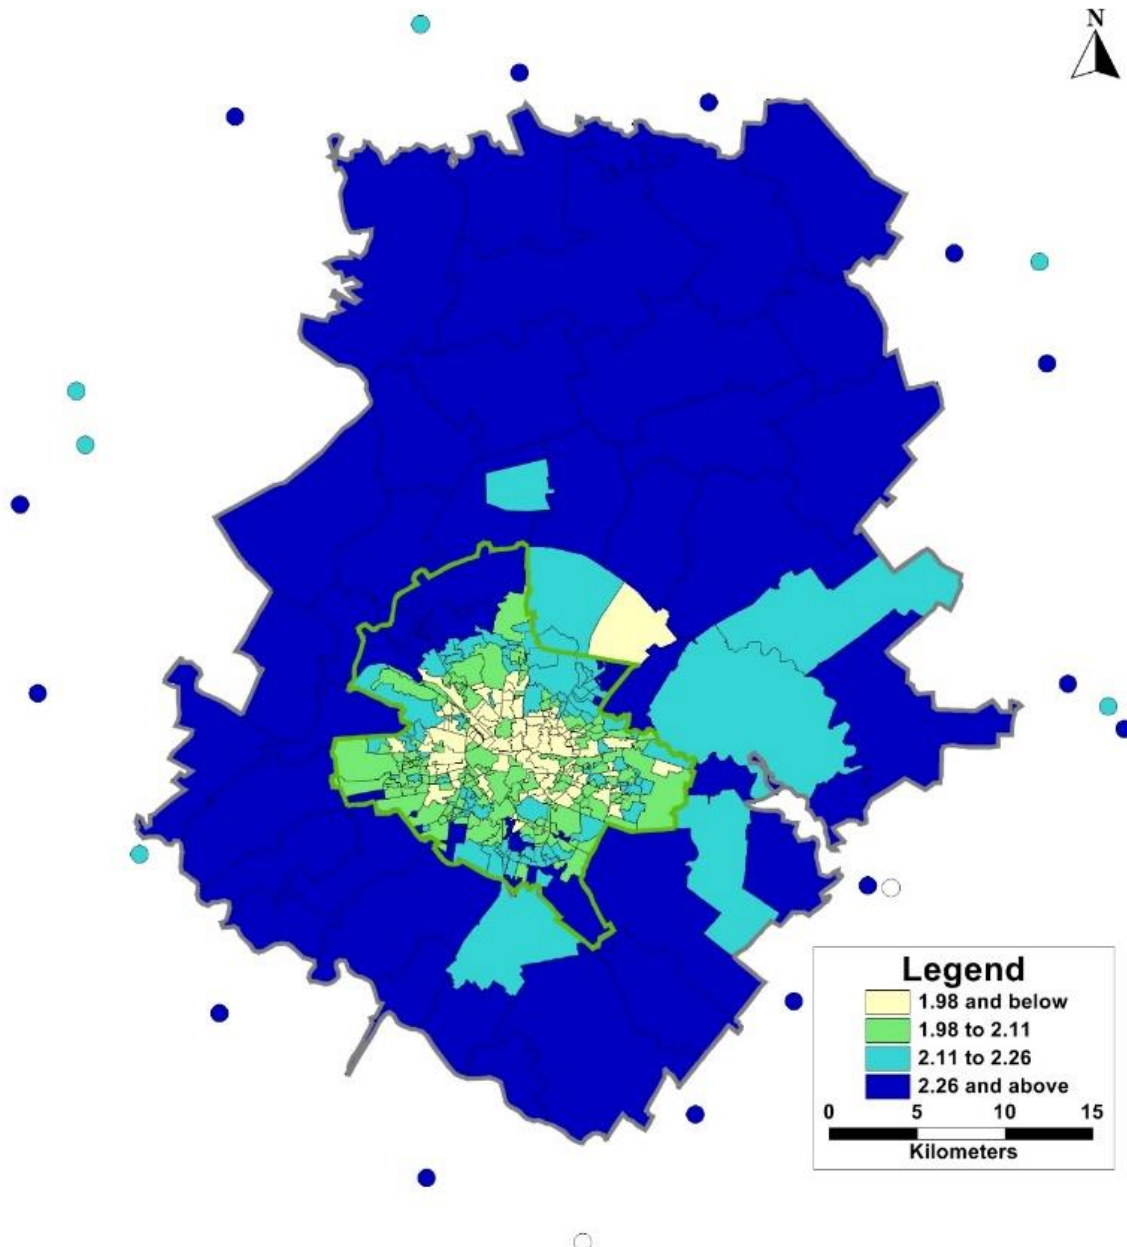 N
Legend
1.98 and below
1.98 to 2.11
2.11 to 2.26
2.26 and above
0 5 10 15
Kilometers